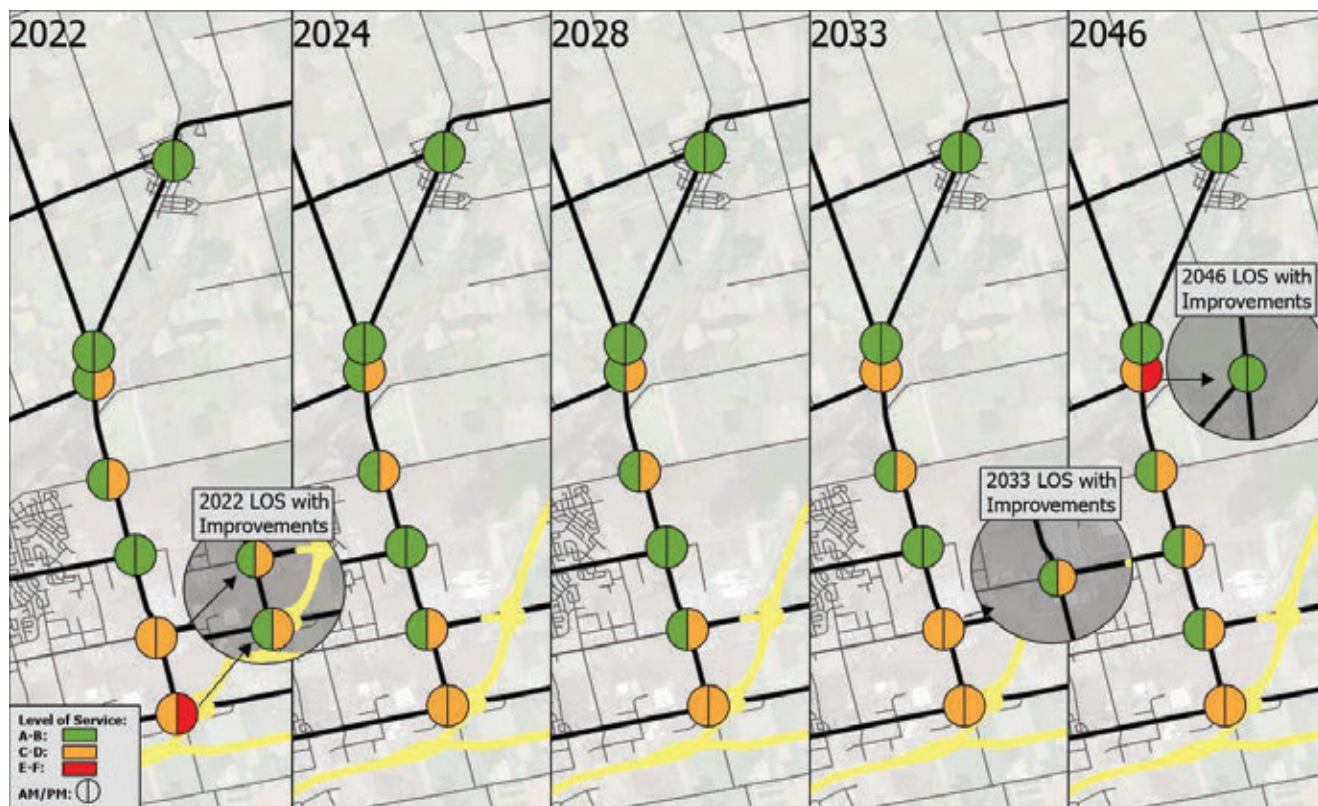 2022
2024
2028
2033
2046
2046 LOS with
Improvements
2033 LOS with
Improvements
2022 LOS with
Improvements
Level of Service:
A-B:
C-D:
E-F:
AM/PM: